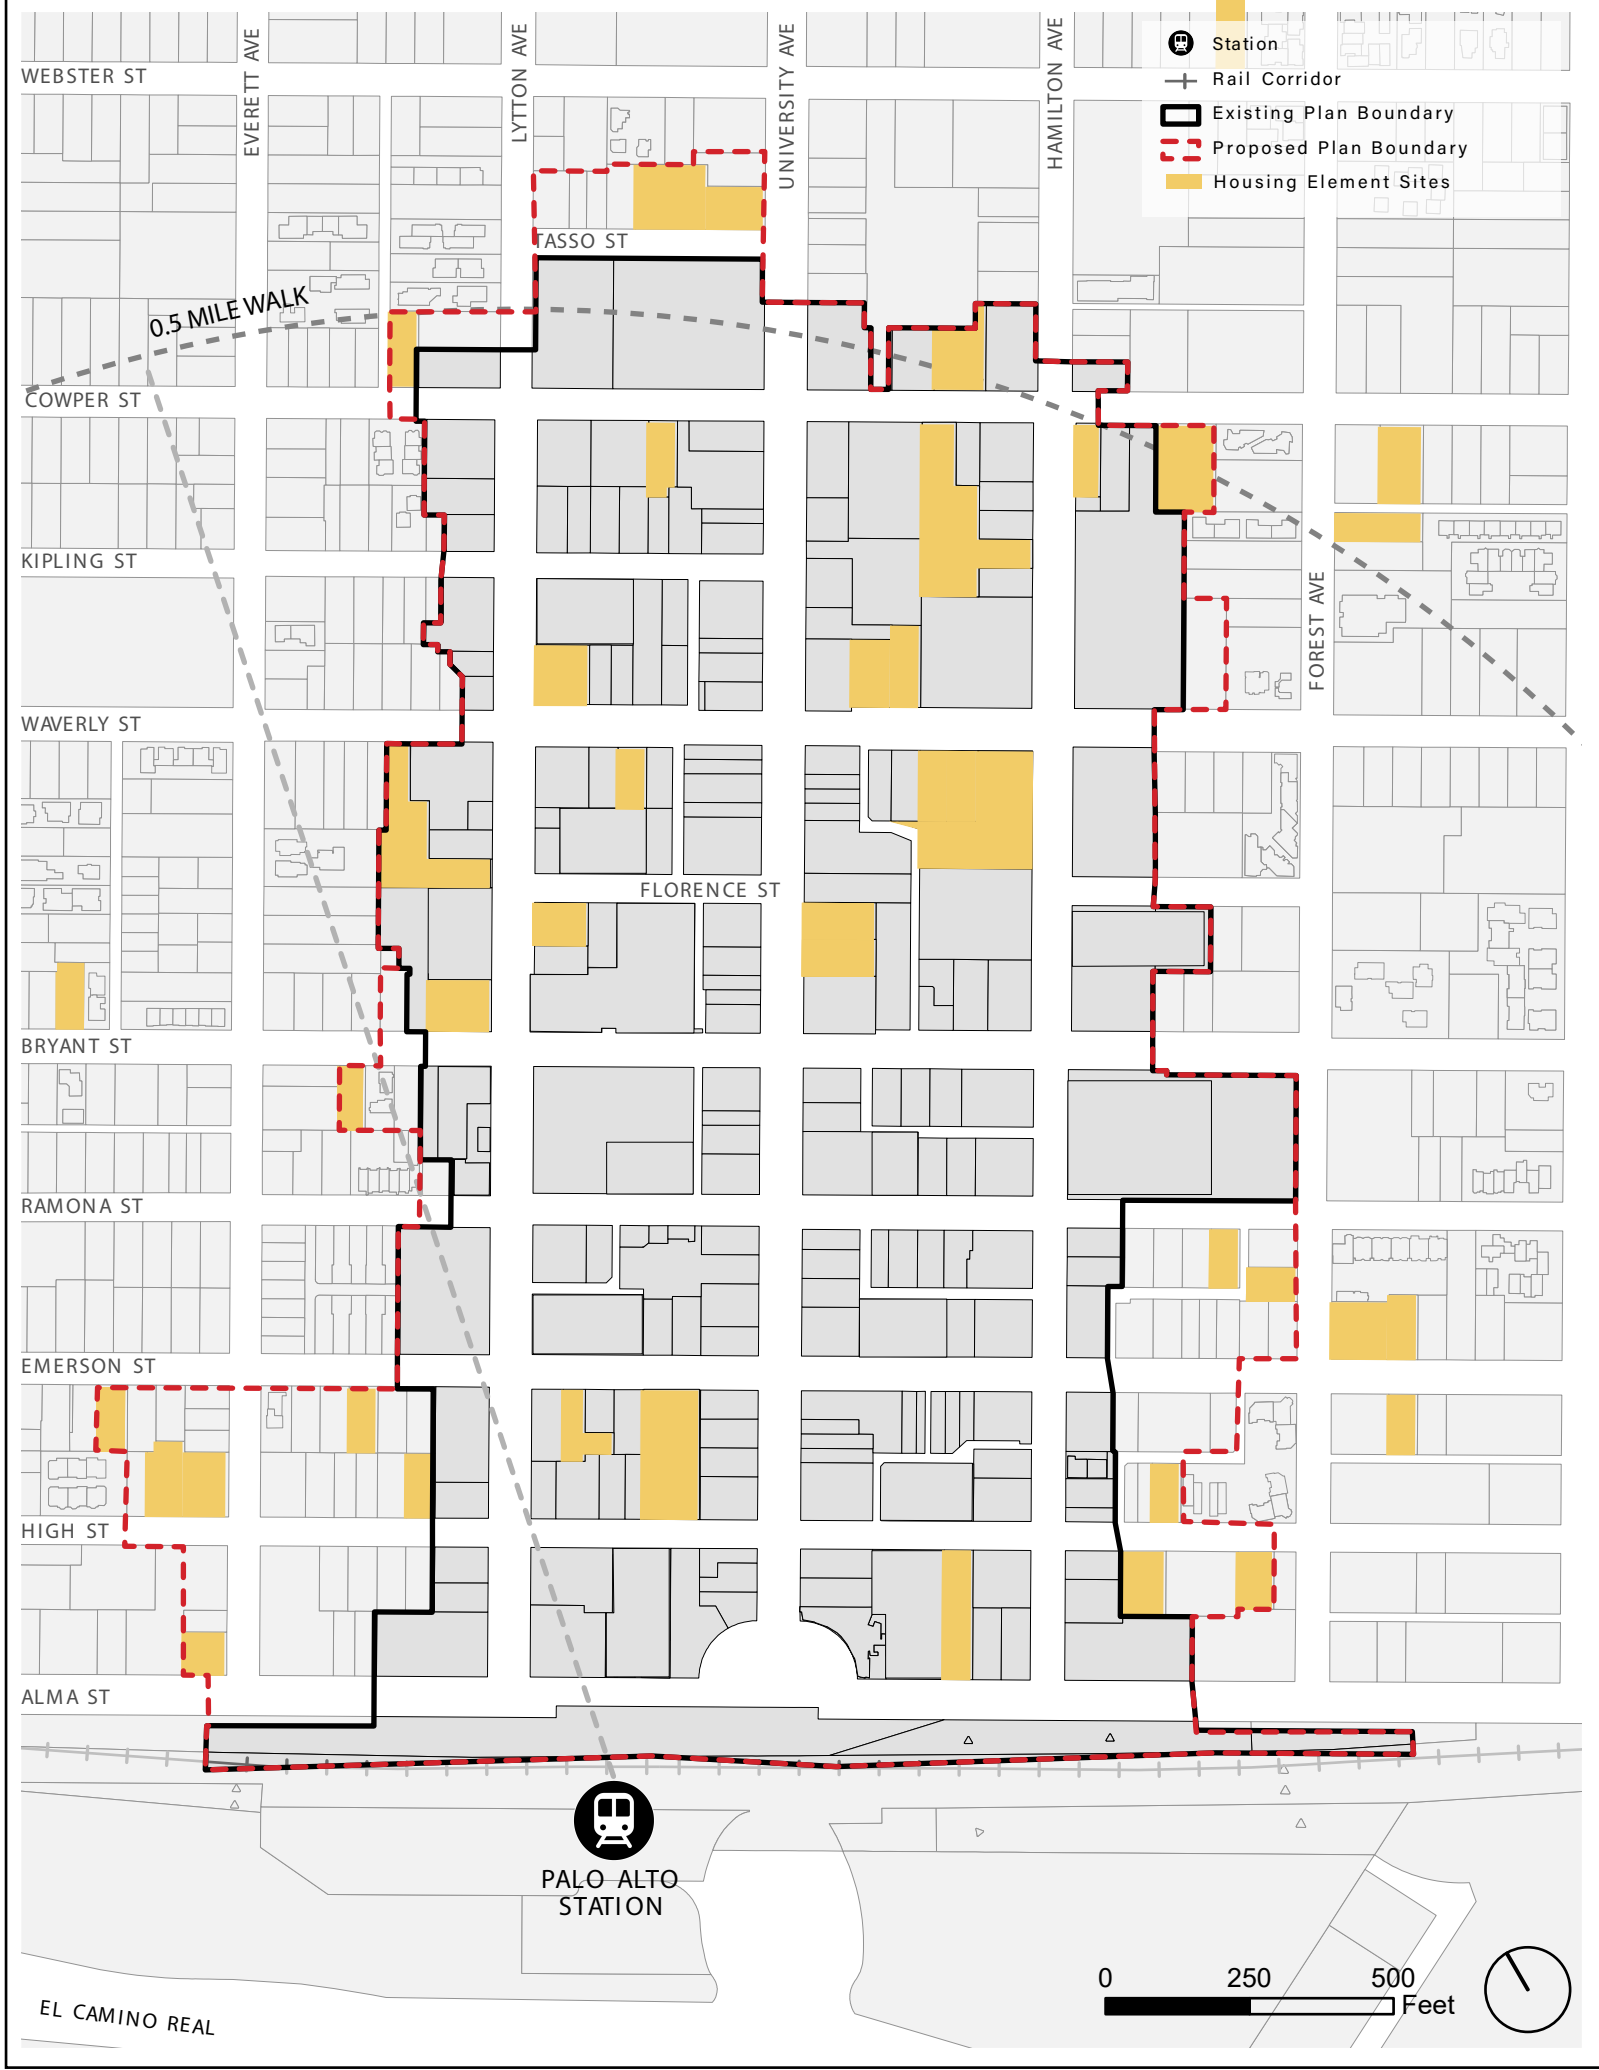 EVERETT AVE
LYTTON AVE
UNIVERSITY AVE
HAMILTON AVE
Station
Rail Corridor
Existing Plan Boundary
Proposed Plan Boundary
Housing Element Sites
WEBSTER ST
TASSO ST
0.5 MILE WALK
COWPER ST
KIPLING ST
FOREST AVE
WAVERLY ST
FLORENCE ST
BRYANT ST
RAMONA ST
EMERSON ST
HIGH ST
ALMA ST
PALO ALTO
STATION
EL CAMINO REAL
0 250 500
Feet